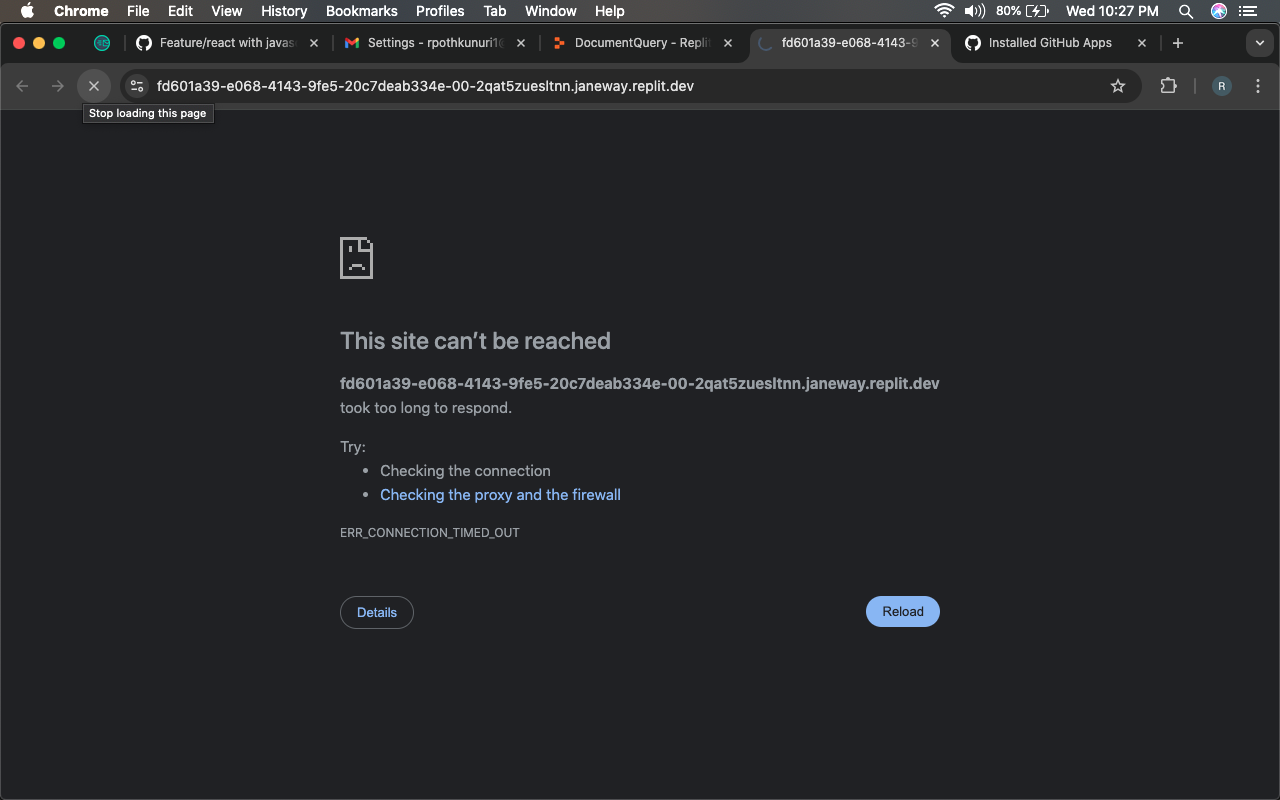 Chrome File Edit View History Bookmarks Profiles Tab Window Help 80% Wed 10:27 PM
Feature/react with javas Settings - rpothkunuri1@ DocumentQuery - Replit fd601a39-e068-4143-9 Installed GitHub Apps
fd601a39-e068-4143-9fe5-20c7deab334e-00-2qat5zuesltnn.janeway.replit.dev R
Stop loading this page
This site can’t be reached
fd601a39-e068-4143-9fe5-20c7deab334e-00-2qat5zuesltnn.janeway.replit.dev
took too long to respond.
Try:
• Checking the connection
• Checking the proxy and the firewall
ERR_CONNECTION_TIMED_OUT
Details Reload